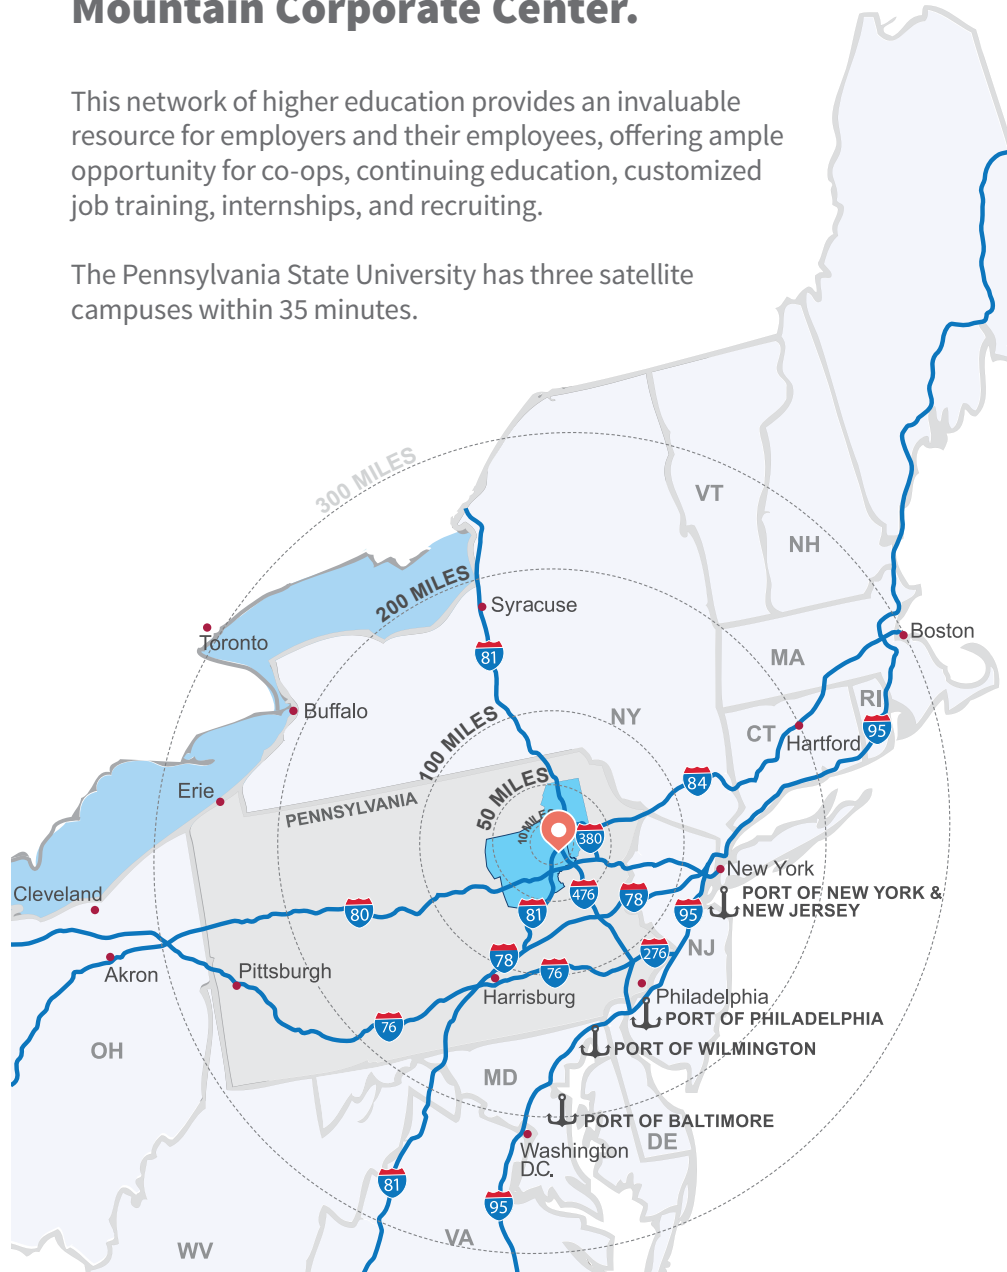 Mountain Corporate Center.
This network of higher education provides an invaluable
resource for employers and their employees, offering ample
opportunity for co-ops, continuing education, customized
job training, internships, and recruiting.
The Pennsylvania State University has three satellite
campuses within 35 minutes.
300 MILES
VT
NH
200 MILES
Syracuse
Toronto
Boston
81
MA
RI
Buffalo
100 MILES
NY
CT
95
Hartford
50 MILES
84
Erie
PENNSYLVANIA
10 MILES
380
New York
Cleveland
476
78
PORT OF NEW YORK &
NEW JERSEY
80
81
95
NJ
78
276
76
Akron
Pittsburgh
Harrisburg
Philadelphia
PORT OF PHILADELPHIA
76
OH
PORT OF WILMINGTON
MD
PORT OF BALTIMORE
DE
Washington
D.C.
81
95
VA
WV